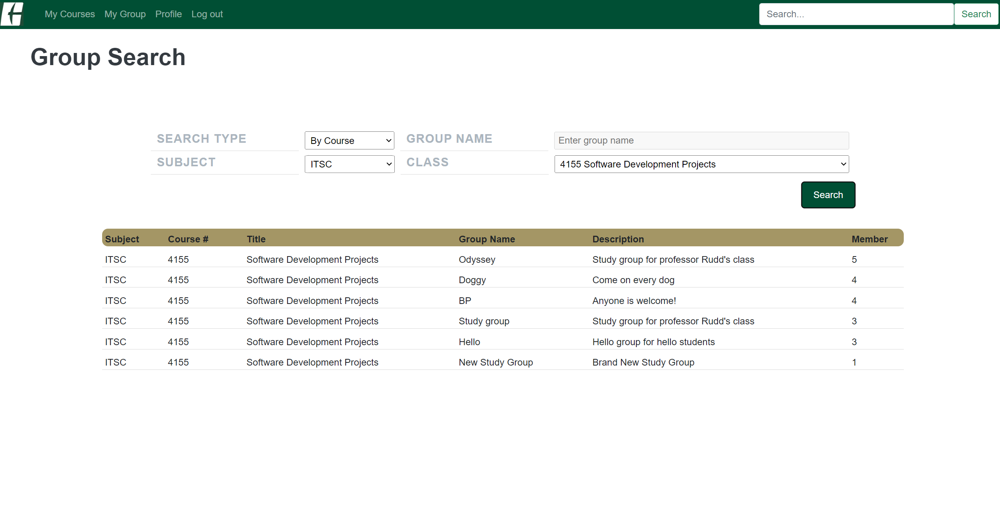 My Courses My Group Profile Log out Search... Search
Group Search
SEARCH TYPE By Course GROUP NAME Enter group name
SUBJECT ITSC CLASS 4155 Software Development Projects
Search
Subject Course # Title Group Name Description Member
ITSC 4155 Software Development Projects Odyssey Study group for professor Rudd's class 5
ITSC 4155 Software Development Projects Doggy Come on every dog 4
ITSC 4155 Software Development Projects BP Anyone is welcome! 4
ITSC 4155 Software Development Projects Study group Study group for professor Rudd's class 3
ITSC 4155 Software Development Projects Hello Hello group for hello students 3
ITSC 4155 Software Development Projects New Study Group Brand New Study Group 1